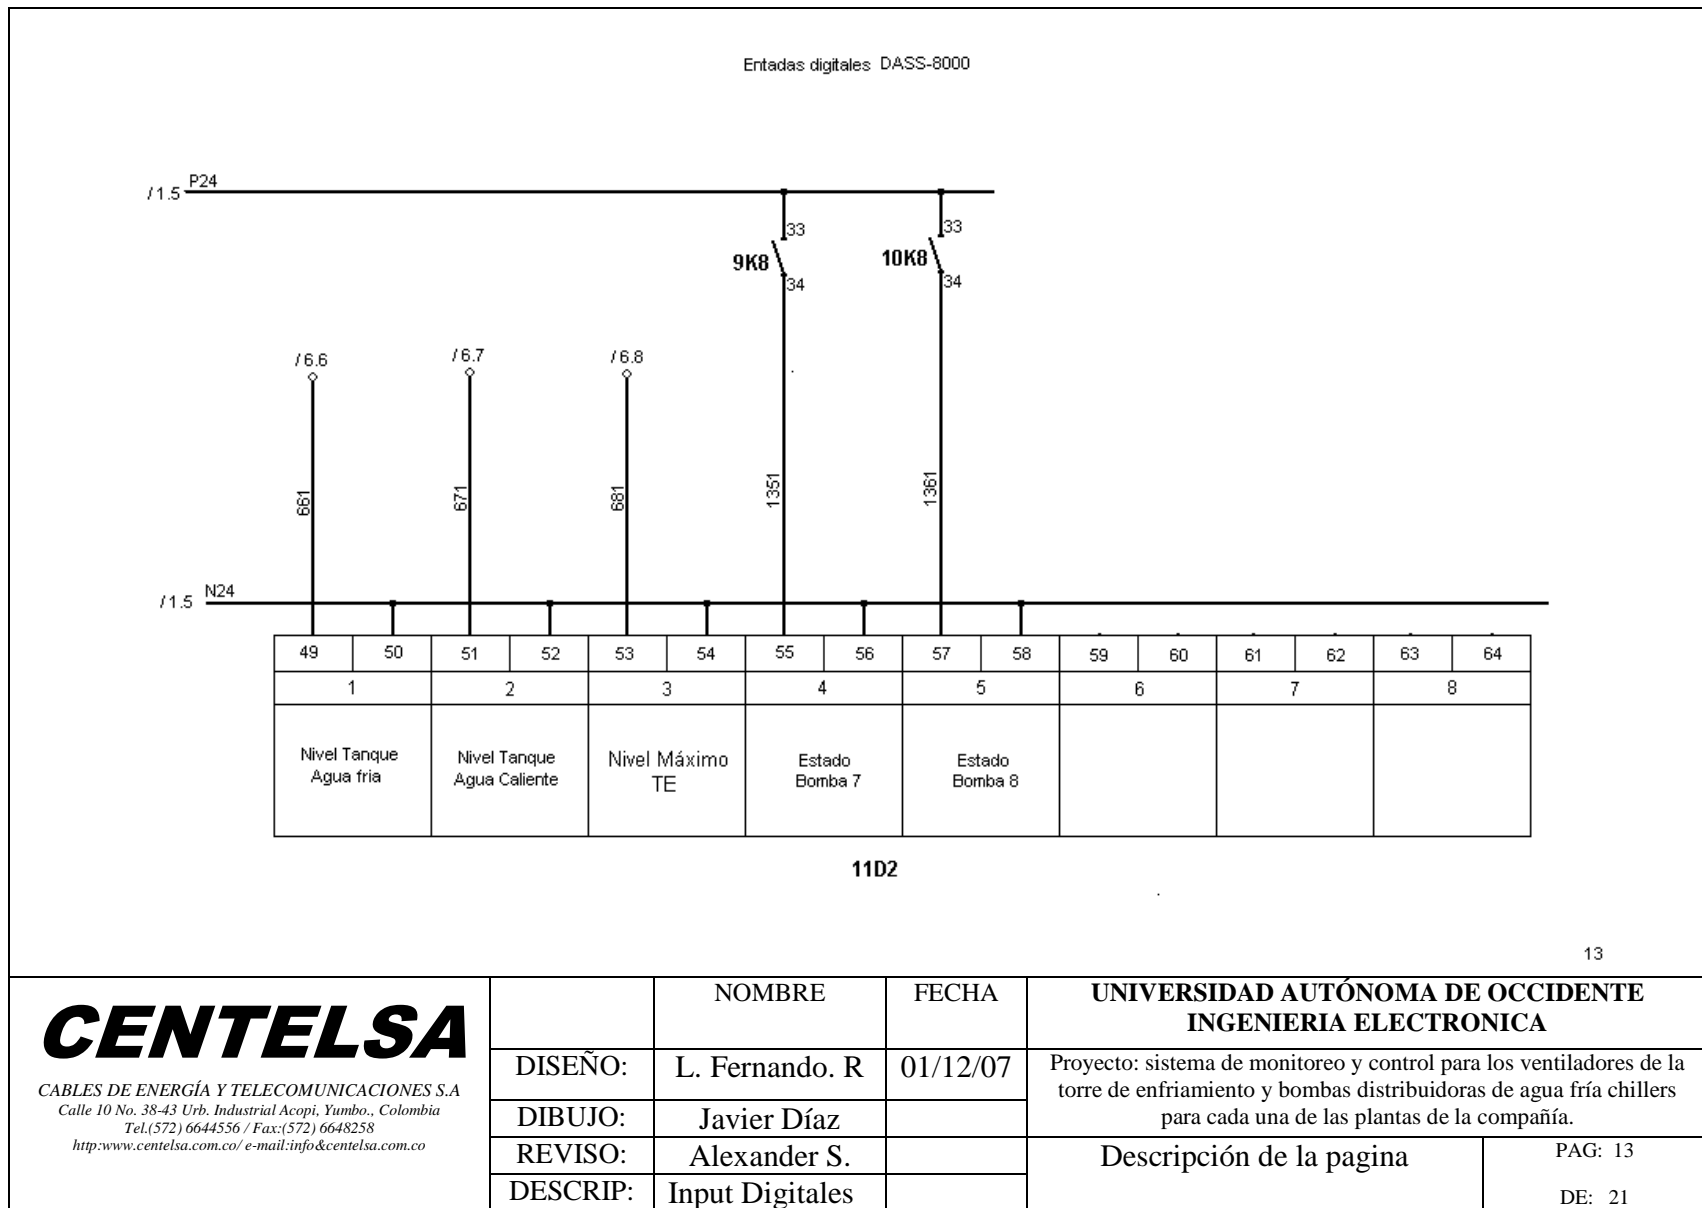 Entadas digitales DASS-8000
P24
/ 1.5
33
33
9K8
10K8
34
34
/ 6.6
/ 6.7
/ 6.8
661
671
681
1351
1361
N24
/ 1.5
49 50 51 52 53 54 55 56 57 58 59 60 61 62 63 64
1 2 3 4 5 6 7 8
Nivel Tanque
Agua fria
Nivel Tanque
Agua Caliente
Nivel Máximo
TE
Estado
Bomba 7
Estado
Bomba 8
11D2
13
CENTELSA
CABLES DE ENERGÍA Y TELECOMUNICACIONES S.A
Calle 10 No. 38-43 Urb. Industrial Acopi, Yumbo., Colombia
Tel.(572) 6644556 / Fax:(572) 6648258
http:www.centelsa.com.co/ e-mail:info&centelsa.com.co
NOMBRE FECHA
DISEÑO: L. Fernando. R 01/12/07
DIBUJO: Javier Díaz
REVISO: Alexander S.
DESCRIP: Input Digitales
UNIVERSIDAD AUTÓNOMA DE OCCIDENTE
INGENIERIA ELECTRONICA
Proyecto: sistema de monitoreo y control para los ventiladores de la
torre de enfriamiento y bombas distribuidoras de agua fría chillers
para cada una de las plantas de la compañía.
Descripción de la pagina
PAG: 13
DE: 21